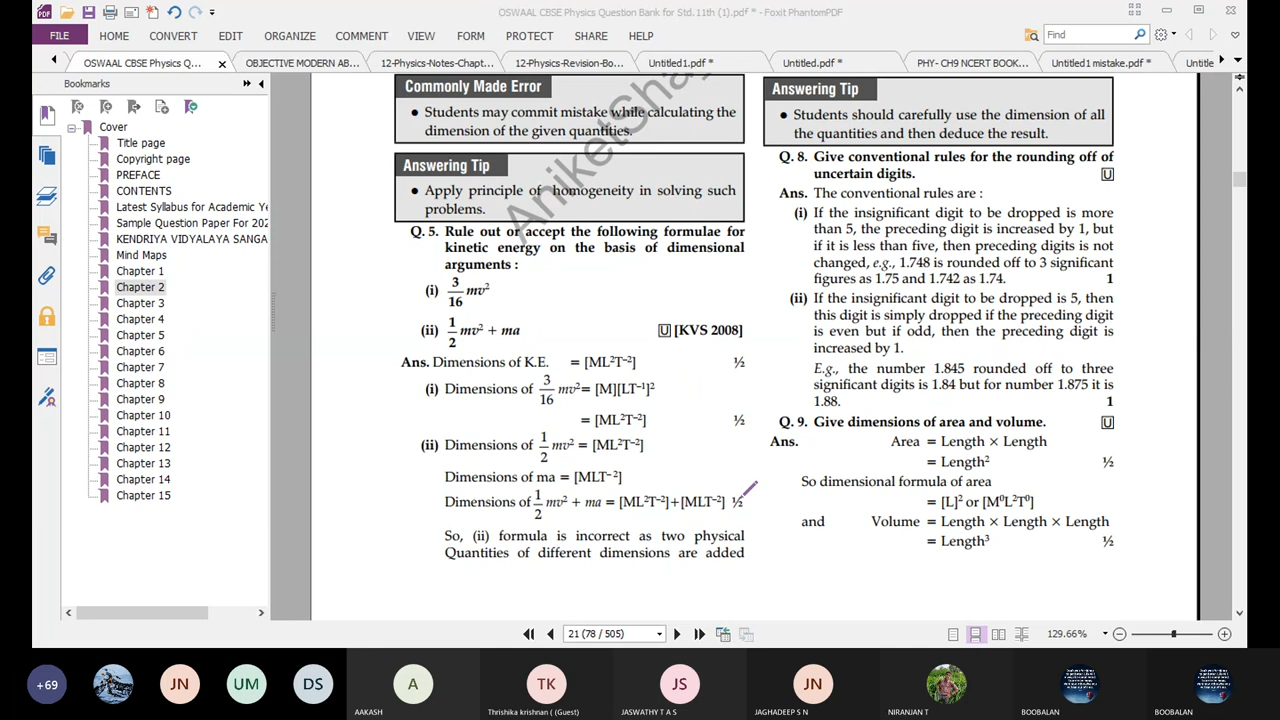 OSWAAL CBSE Physics Question Bank for Std. 11th (1).pdf * - Foxit PhantomPDF
FILE HOME CONVERT EDIT ORGANIZE COMMENT VIEW FORM PROTECT SHARE HELP
Find
OSWAAL CBSE Physics Q... OBJECTIVE MODERN AB... 12-Physics-Notes-Chapt... 12-Physics-Revision-Bo... Untitled1.pdf * Untitled.pdf * PHY- CH9 NCERT BOOK... Untitled1 mistake.pdf * Untitle
Bookmarks
Cover
Title page
Copyright page
PREFACE
CONTENTS
Latest Syllabus for Academic Ye
Sample Question Paper For 202
KENDRIYA VIDYALAYA SANGA
Mind Maps
Chapter 1
Chapter 2
Chapter 3
Chapter 4
Chapter 5
Chapter 6
Chapter 7
Chapter 8
Chapter 9
Chapter 10
Chapter 11
Chapter 12
Chapter 13
Chapter 14
Chapter 15
Commonly Made Error
• Students may commit mistake while calculating the
dimension of the given quantities.
Answering Tip
• Apply principle of homogeneity in solving such
problems.
Q. 5. Rule out or accept the following formulae for
kinetic energy on the basis of dimensional
arguments :
(i) 3/16 mv²
(ii) 1/2 mv² + ma U [KVS 2008]
Ans. Dimensions of K.E. = [ML²T⁻²] ½
(i) Dimensions of 3/16 mv² = [M][LT⁻¹]²
= [ML²T⁻²] ½
(ii) Dimensions of 1/2 mv² = [ML²T⁻²]
Dimensions of ma = [MLT⁻²]
Dimensions of 1/2 mv² + ma = [ML²T⁻²]+[MLT⁻²] ½
So, (ii) formula is incorrect as two physical
Quantities of different dimensions are added
Answering Tip
• Students should carefully use the dimension of all
the quantities and then deduce the result.
Q. 8. Give conventional rules for the rounding off of
uncertain digits. U
Ans. The conventional rules are :
(i) If the insignificant digit to be dropped is more
than 5, the preceding digit is increased by 1, but
if it is less than five, then preceding digits is not
changed, e.g., 1.748 is rounded off to 3 significant
figures as 1.75 and 1.742 as 1.74. 1
(ii) If the insignificant digit to be dropped is 5, then
this digit is simply dropped if the preceding digit
is even but if odd, then the preceding digit is
increased by 1.
E.g., the number 1.845 rounded off to three
significant digits is 1.84 but for number 1.875 it is
1.88. 1
Q. 9. Give dimensions of area and volume. U
Ans. Area = Length × Length
= Length² ½
So dimensional formula of area
= [L]² or [M⁰L²T⁰]
and Volume = Length × Length × Length
= Length³ ½
21 (78 / 505) 129.66%
+69 JN UM DS A TK JS JN
AAKASH Thrishika krishnan ( (Guest) JASWATHY T A S JAGHADEEP S N NIRANJAN T BOOBALAN BOOBALAN